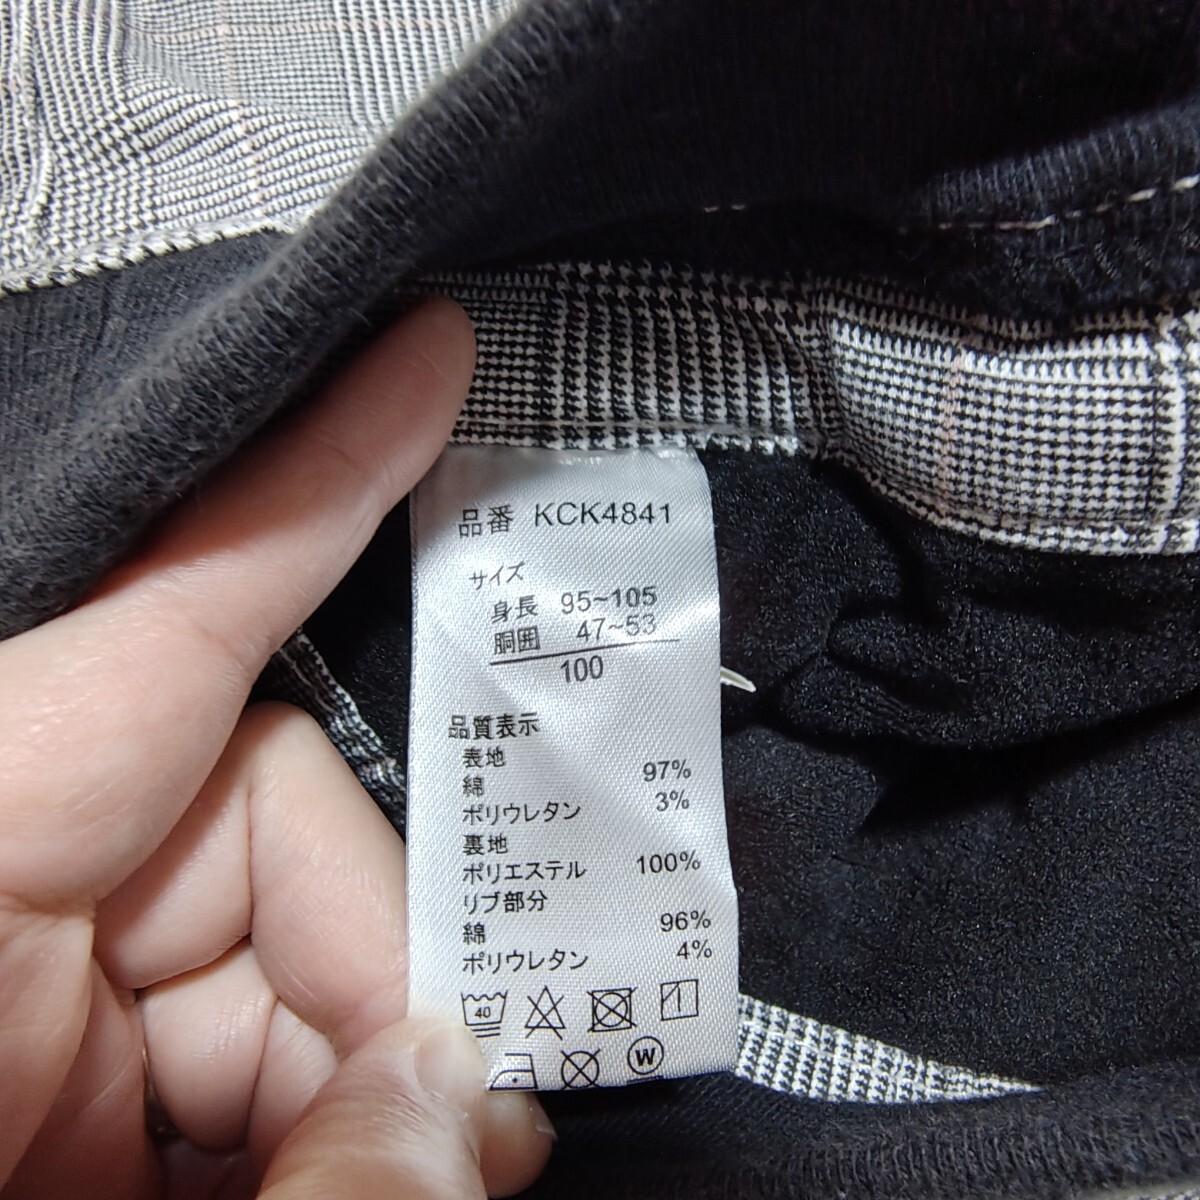 品番 KCK4841
サイズ
身長 95~105
胴囲 47~53
100
品質表示
表地
綿 97%
ポリウレタン 3%
裏地
ポリエステル 100%
リブ部分
綿 96%
ポリウレタン 4%
40
W